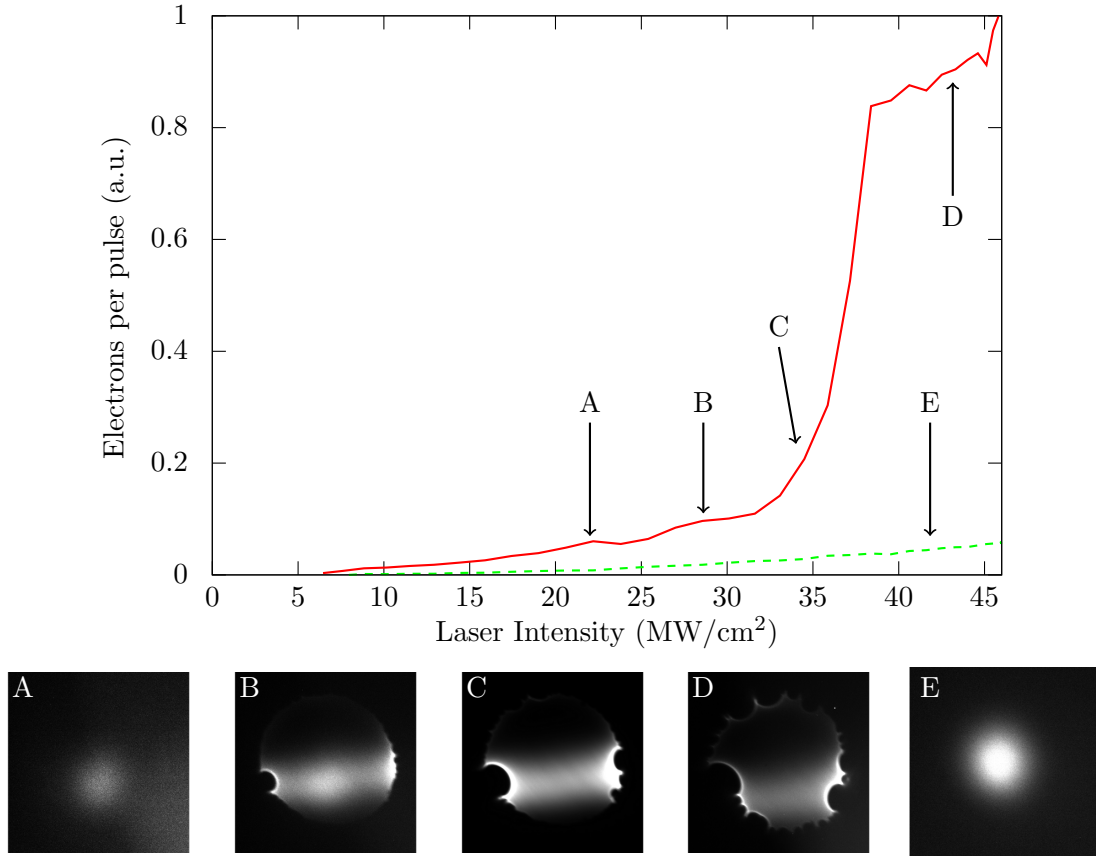 1
0.8
0.6
0.4
0.2
0
0 5 10 15 20 25 30 35 40 45
Electrons per pulse (a.u.)
Laser Intensity (MW/cm²)
A
B
C
D
E
A B C D E